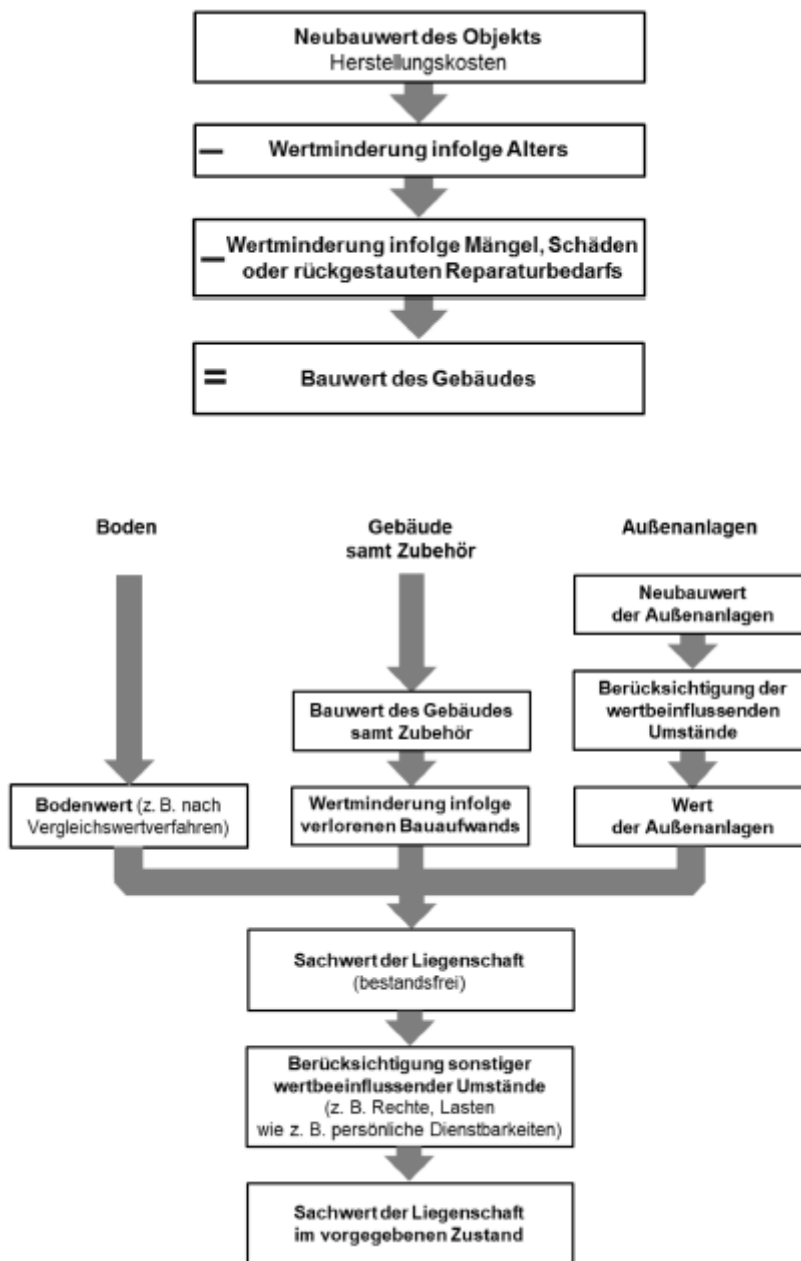 Neubauwert des Objekts
Herstellungskosten
– Wertminderung infolge Alters
– Wertminderung infolge Mängel, Schäden
oder rückgestauten Reparaturbedarfs
= Bauwert des Gebäudes
Boden
Gebäude
samt Zubehör
Außenanlagen
Neubauwert
der Außenanlagen
Bauwert des Gebäudes
samt Zubehör
Berücksichtigung der
wertbeinflussenden
Umstände
Bodenwert (z. B. nach
Vergleichswertverfahren)
Wertminderung infolge
verlorenen Bauaufwands
Wert
der Außenanlagen
Sachwert der Liegenschaft
(bestandsfrei)
Berücksichtigung sonstiger
wertbeeinflussender Umstände
(z. B. Rechte, Lasten
wie z. B. persönliche Dienstbarkeiten)
Sachwert der Liegenschaft
im vorgegebenen Zustand